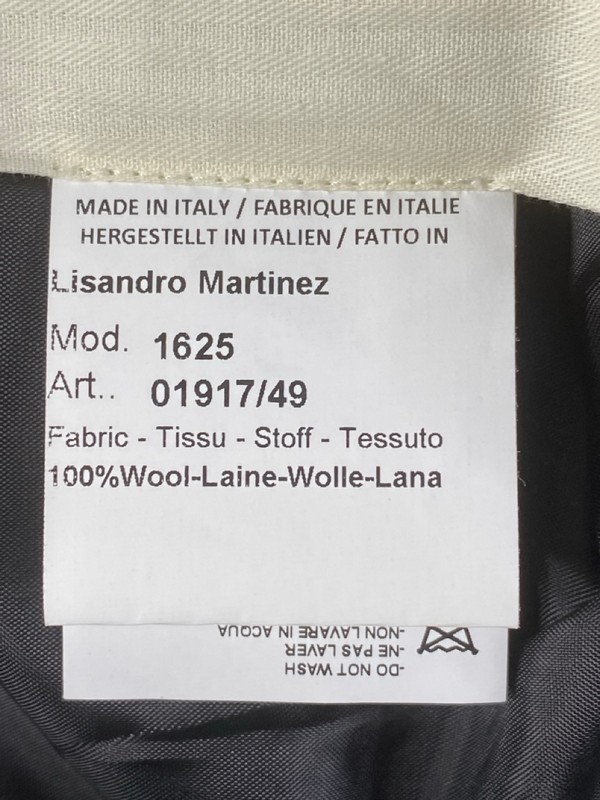 MADE IN ITALY / FABRIQUE EN ITALIE
HERGESTELLT IN ITALIEN / FATTO IN
Lisandro Martinez
Mod. 1625
Art.. 01917/49
Fabric - Tissu - Stoff - Tessuto
100%Wool-Laine-Wolle-Lana
-DO NOT WASH
-NE PAS LAVER
-NON LAVARE IN ACQUA